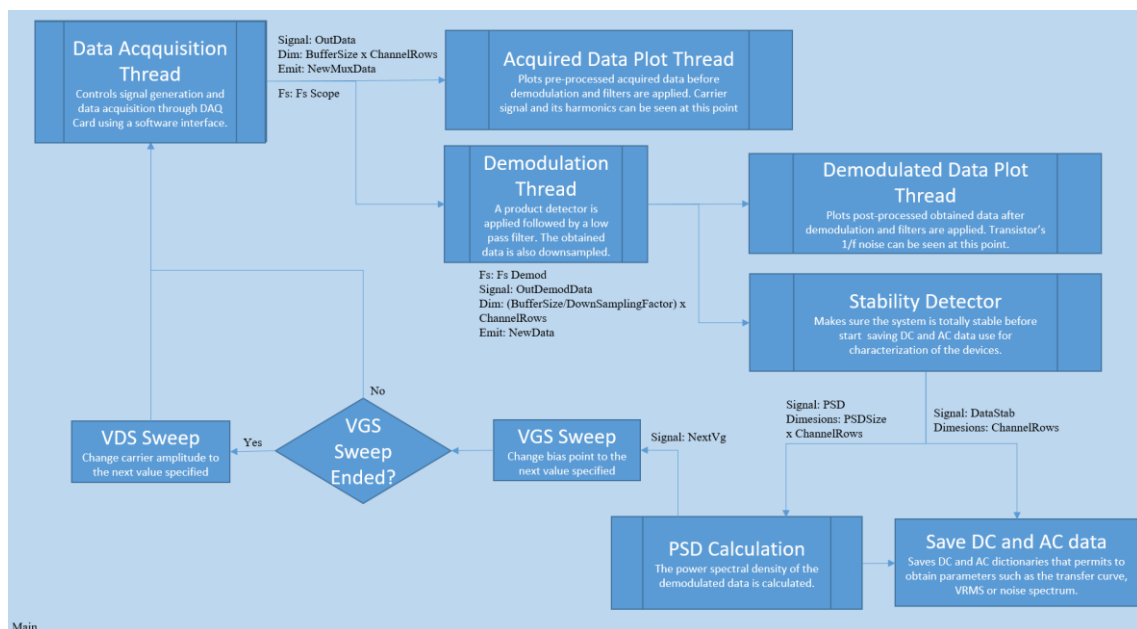 Data Acqquisition
Thread
Controls signal generation and
data acquisition through DAQ
Card using a software interface.
Signal: OutData
Dim: BufferSize x ChannelRows
Emit: NewMuxData
Fs: Fs Scope
Acquired Data Plot Thread
Plots pre-processed acquired data before
demodulation and filters are applied. Carrier
signal and its harmonics can be seen at this point
Demodulation
Thread
A product detector is
applied followed by a low
pass filter. The obtained
data is also downsampled.
Demodulated Data Plot
Thread
Plots post-processed obtained data after
demodulation and filters are applied. Transistor's
1/f noise can be seen at this point.
Fs: Fs Demod
Signal: OutDemodData
Dim: (BufferSize/DownSamplingFactor) x
ChannelRows
Emit: NewData
Stability Detector
Makes sure the system is totally stable before
start saving DC and AC data use for
characterization of the devices.
Signal: PSD
Dimesions: PSDSize
x ChannelRows
Signal: DataStab
Dimesions: ChannelRows
No
VDS Sweep
Change carrier amplitude to
the next value specified
Yes
VGS
Sweep
Ended?
VGS Sweep
Change bias point to the
next value specified
Signal: NextVg
PSD Calculation
The power spectral density of the
demodulated data is calculated.
Save DC and AC data
Saves DC and AC dictionaries that permits to
obtain parameters such as the transfer curve,
VRMS or noise spectrum.
Main